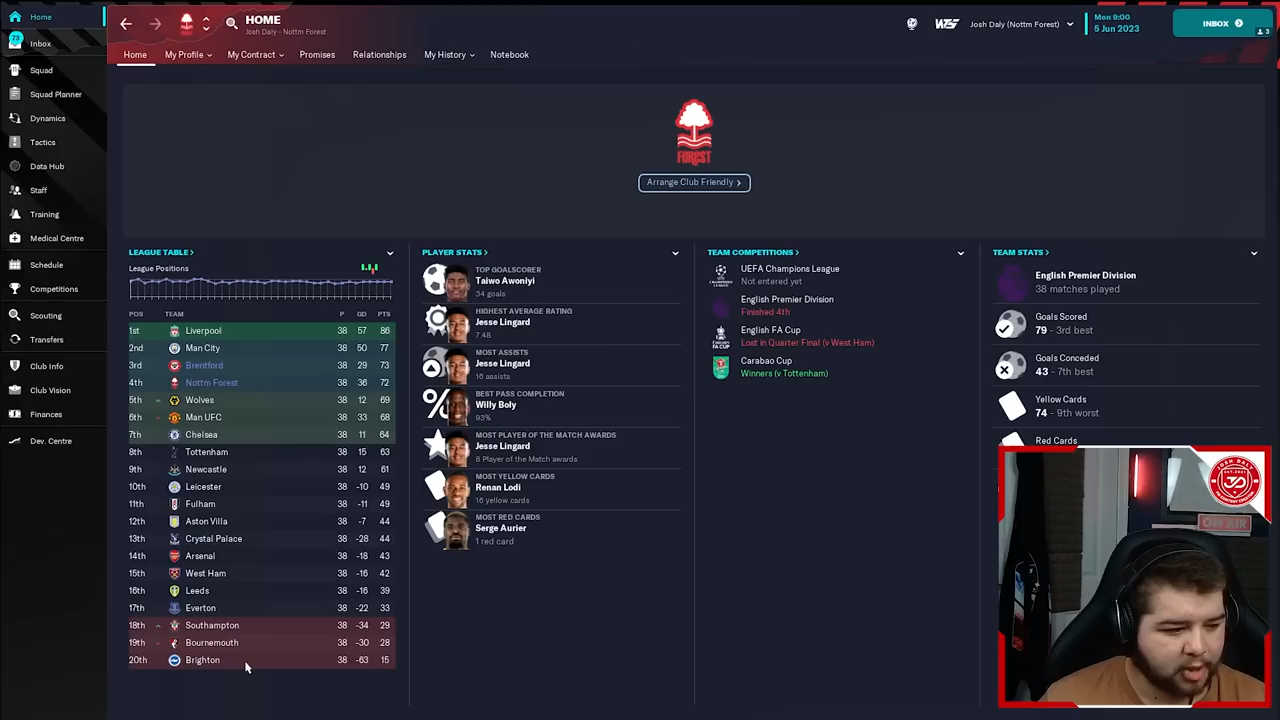 Home
HOME
Josh Daly - Nottm Forest
Josh Daly (Nottm Forest)
Mon 9:00
5 Jun 2023
INBOX
3
73
Inbox
Home
My Profile
My Contract
Promises
Relationships
My History
Notebook
Squad
Squad Planner
Dynamics
Tactics
Data Hub
Staff
Training
Medical Centre
Schedule
Competitions
Scouting
Transfers
Club Info
Club Vision
Finances
Dev. Centre
FOREST
Arrange Club Friendly >
LEAGUE TABLE >
League Positions
POS TEAM P GD PTS
1st Liverpool 38 57 86
2nd Man City 38 50 77
3rd Brentford 38 29 73
4th Nottm Forest 38 36 72
5th Wolves 38 12 69
6th Man UFC 38 33 68
7th Chelsea 38 11 64
8th Tottenham 38 15 63
9th Newcastle 38 12 61
10th Leicester 38 -10 49
11th Fulham 38 -11 49
12th Aston Villa 38 -7 44
13th Crystal Palace 38 -28 44
14th Arsenal 38 -18 43
15th West Ham 38 -16 42
16th Leeds 38 -16 39
17th Everton 38 -22 33
18th Southampton 38 -34 29
19th Bournemouth 38 -30 28
20th Brighton 38 -63 15
PLAYER STATS >
TOP GOALSCORER
Taiwo Awoniyi
34 goals
HIGHEST AVERAGE RATING
Jesse Lingard
7.48
MOST ASSISTS
Jesse Lingard
16 assists
BEST PASS COMPLETION
Willy Boly
93%
MOST PLAYER OF THE MATCH AWARDS
Jesse Lingard
8 Player of the Match awards
MOST YELLOW CARDS
Renan Lodi
16 yellow cards
MOST RED CARDS
Serge Aurier
1 red card
TEAM COMPETITIONS >
UEFA Champions League
Not entered yet
English Premier Division
Finished 4th
English FA Cup
Lost in Quarter Final (v West Ham)
Carabao Cup
Winners (v Tottenham)
TEAM STATS >
English Premier Division
38 matches played
Goals Scored
79 - 3rd best
Goals Conceded
43 - 7th best
Yellow Cards
74 - 9th worst
Red Cards
JOSH DALY
JD
ON AIR